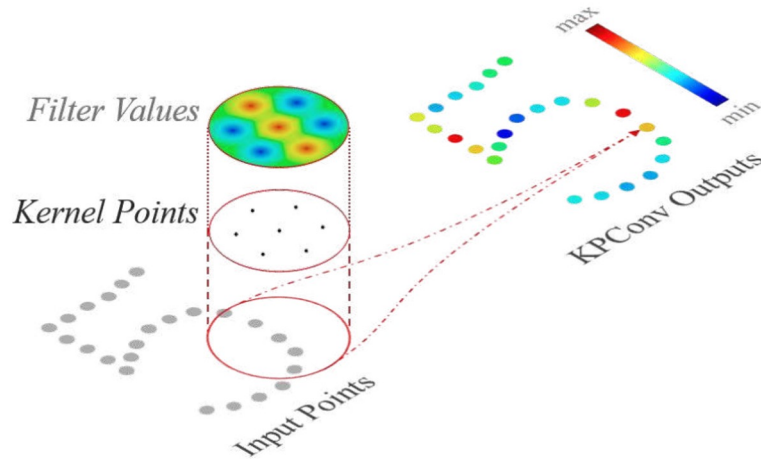 max
Filter Values
min
Kernel Points
KPConv Outputs
Input Points